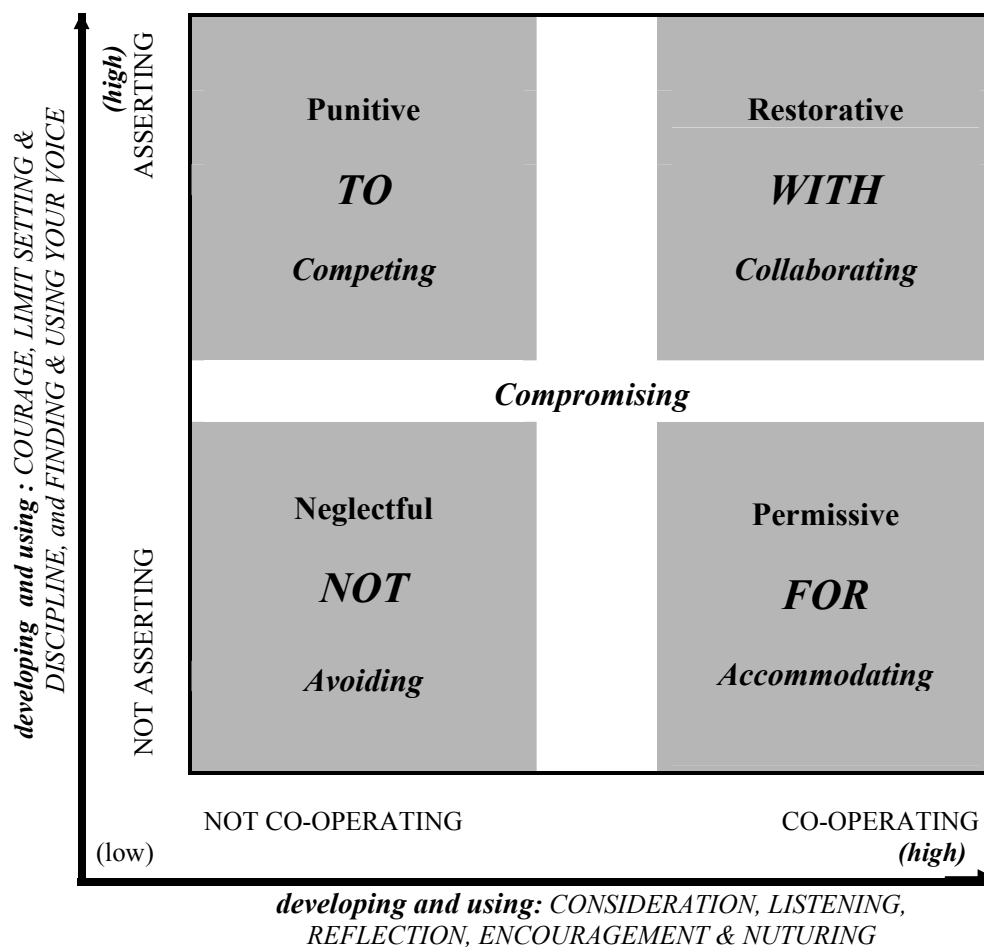 developing and using : COURAGE, LIMIT SETTING &
DISCIPLINE, and FINDING & USING YOUR VOICE
(high)
ASSERTING
NOT ASSERTING
Punitive
TO
Competing
Restorative
WITH
Collaborating
Compromising
Neglectful
NOT
Avoiding
Permissive
FOR
Accommodating
NOT CO-OPERATING
CO-OPERATING
(low)
(high)
developing and using: CONSIDERATION, LISTENING,
REFLECTION, ENCOURAGEMENT & NUTURING